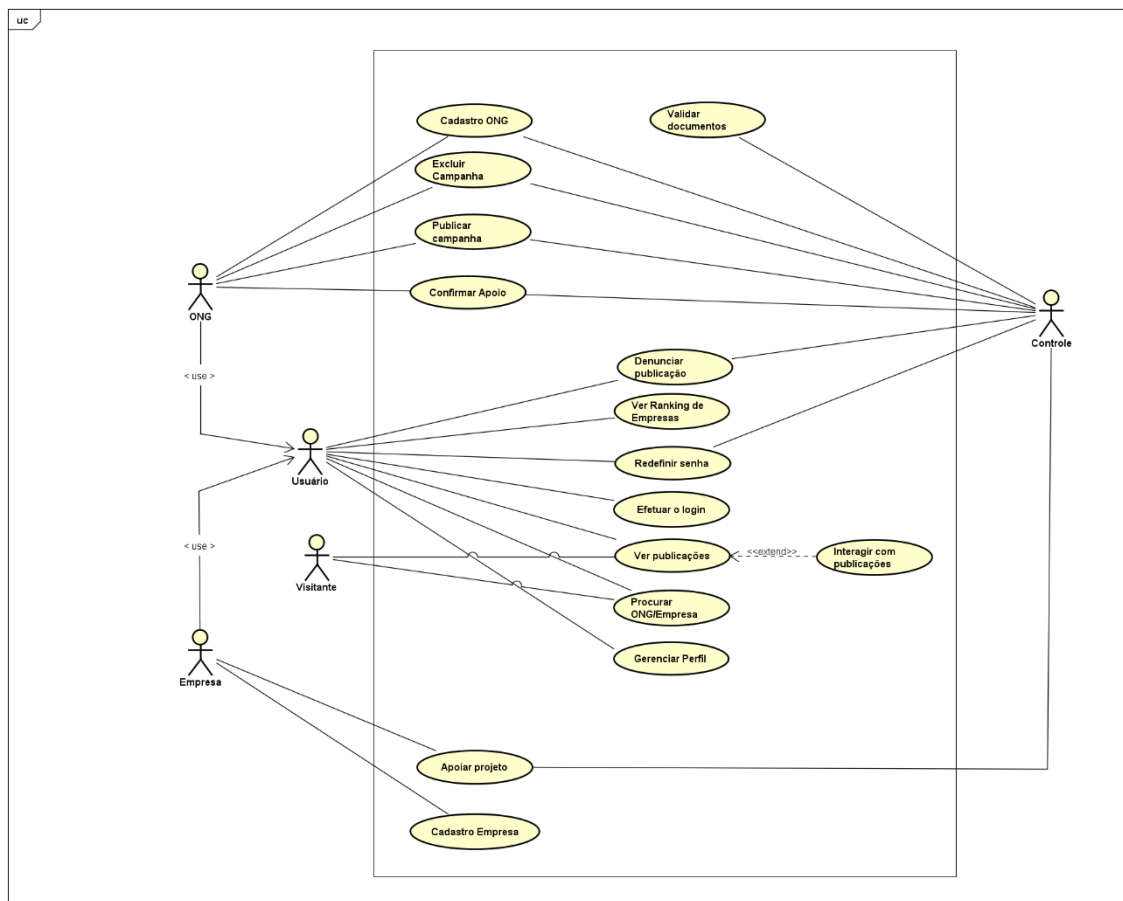 uc
Cadastro ONG
Validar
documentos
Excluir
Campanha
Publicar
campanha
Confirmar Apoio
ONG
Controle
< use >
Denunciar
publicação
Ver Ranking de
Empresas
Redefinir senha
Usuário
Efetuar o login
< use >
Ver publicações
<<extend>>
Interagir com
publicações
Visitante
Procurar
ONG/Empresa
Gerenciar Perfil
Empresa
Apoiar projeto
Cadastro Empresa